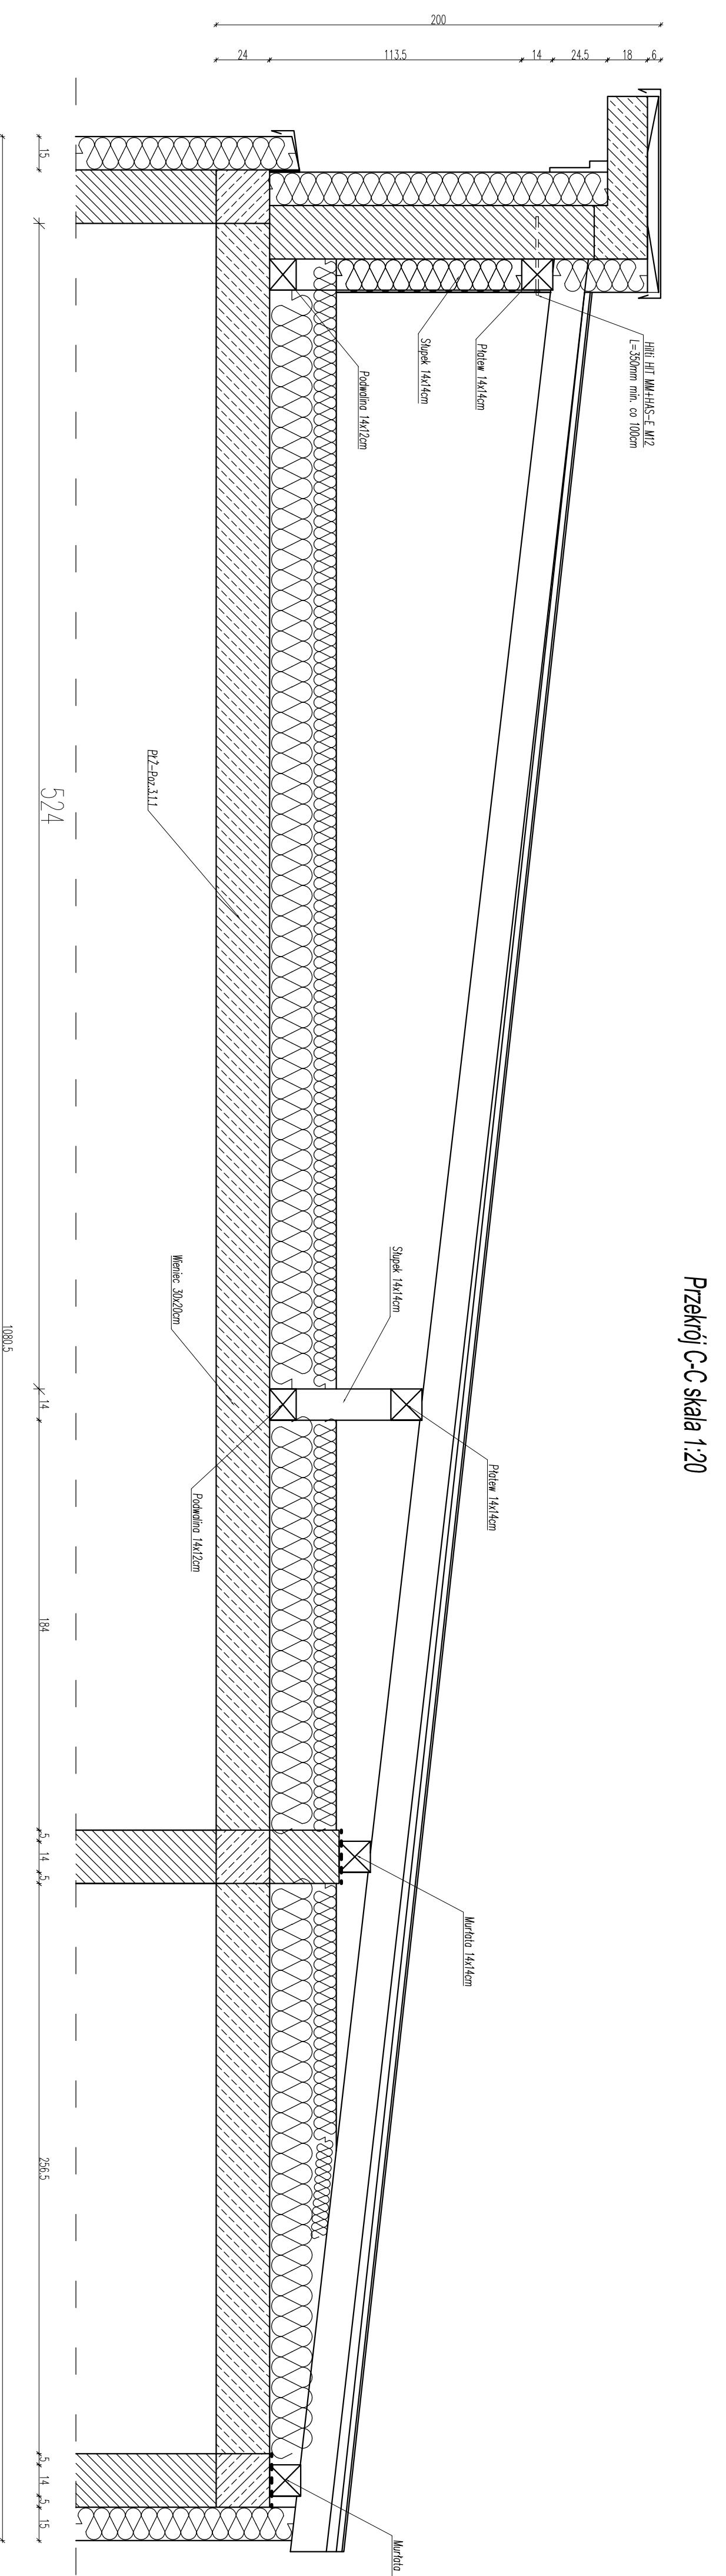 Przekrój C-C skala 1:20
200
24
113.5
14
24.5
18
6
Hilti HIT MM+HAS-E M12
L=350mm min. co 100cm
Płatew 14x14cm
Słupek 14x14cm
Podwalina 14x12cm
PŁŻ-Poz.3.1.1
Wieniec 30x20cm
Słupek 14x14cm
Płatew 14x14cm
Podwalina 14x12cm
Murłata 14x14cm
Murłata
15
524
14
184
5
14
5
256.5
5
14
5
15
1080.5